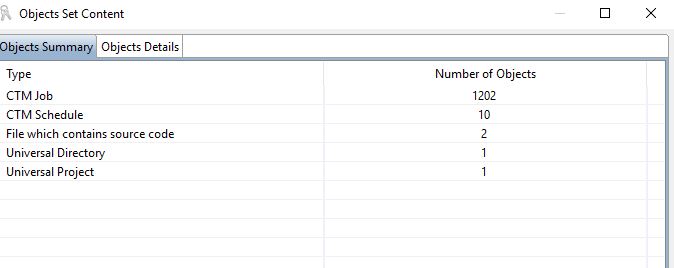 Objects Set Content
Objects Summary Objects Details
Type Number of Objects
CTM Job 1202
CTM Schedule 10
File which contains source code 2
Universal Directory 1
Universal Project 1